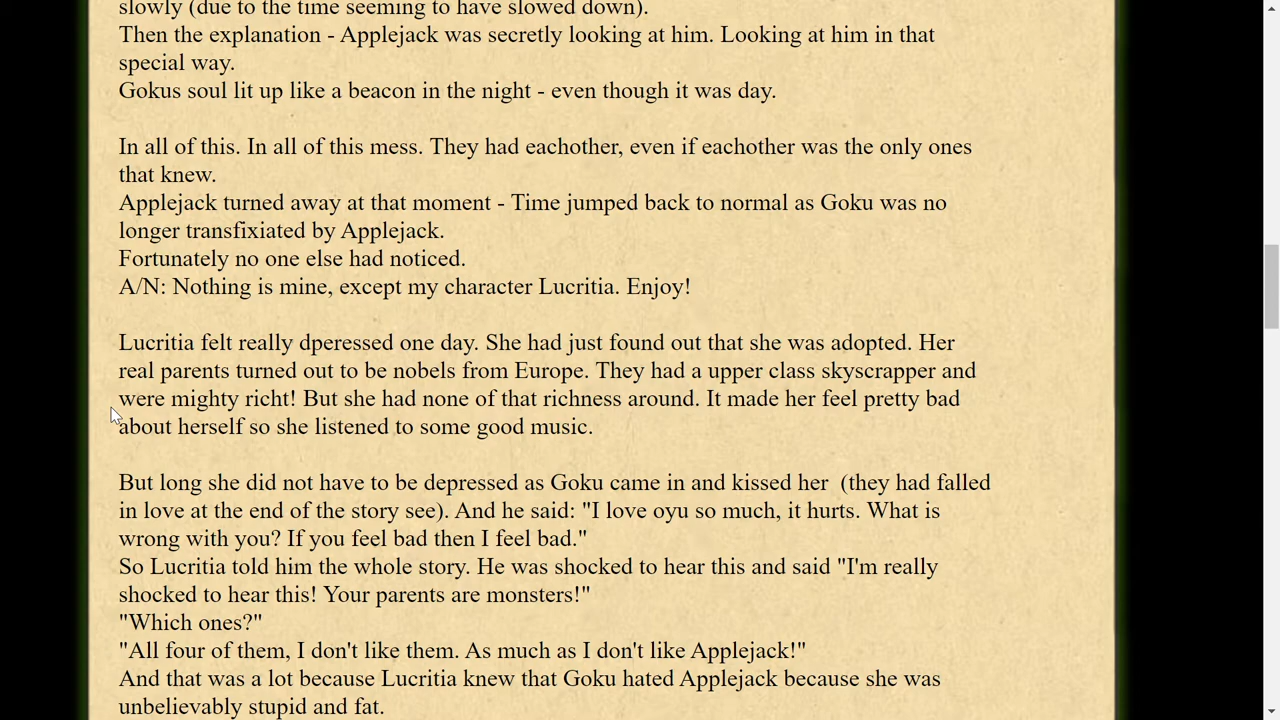 slowly (due to the time seeming to have slowed down).
Then the explanation - Applejack was secretly looking at him. Looking at him in that
special way.
Gokus soul lit up like a beacon in the night - even though it was day.
In all of this. In all of this mess. They had eachother, even if eachother was the only ones
that knew.
Applejack turned away at that moment - Time jumped back to normal as Goku was no
longer transfixiated by Applejack.
Fortunately no one else had noticed.
A/N: Nothing is mine, except my character Lucritia. Enjoy!
Lucritia felt really dperessed one day. She had just found out that she was adopted. Her
real parents turned out to be nobels from Europe. They had a upper class skyscrapper and
were mighty richt! But she had none of that richness around. It made her feel pretty bad
about herself so she listened to some good music.
But long she did not have to be depressed as Goku came in and kissed her  (they had falled
in love at the end of the story see). And he said: "I love oyu so much, it hurts. What is
wrong with you? If you feel bad then I feel bad."
So Lucritia told him the whole story. He was shocked to hear this and said "I'm really
shocked to hear this! Your parents are monsters!"
"Which ones?"
"All four of them, I don't like them. As much as I don't like Applejack!"
And that was a lot because Lucritia knew that Goku hated Applejack because she was
unbelievably stupid and fat.